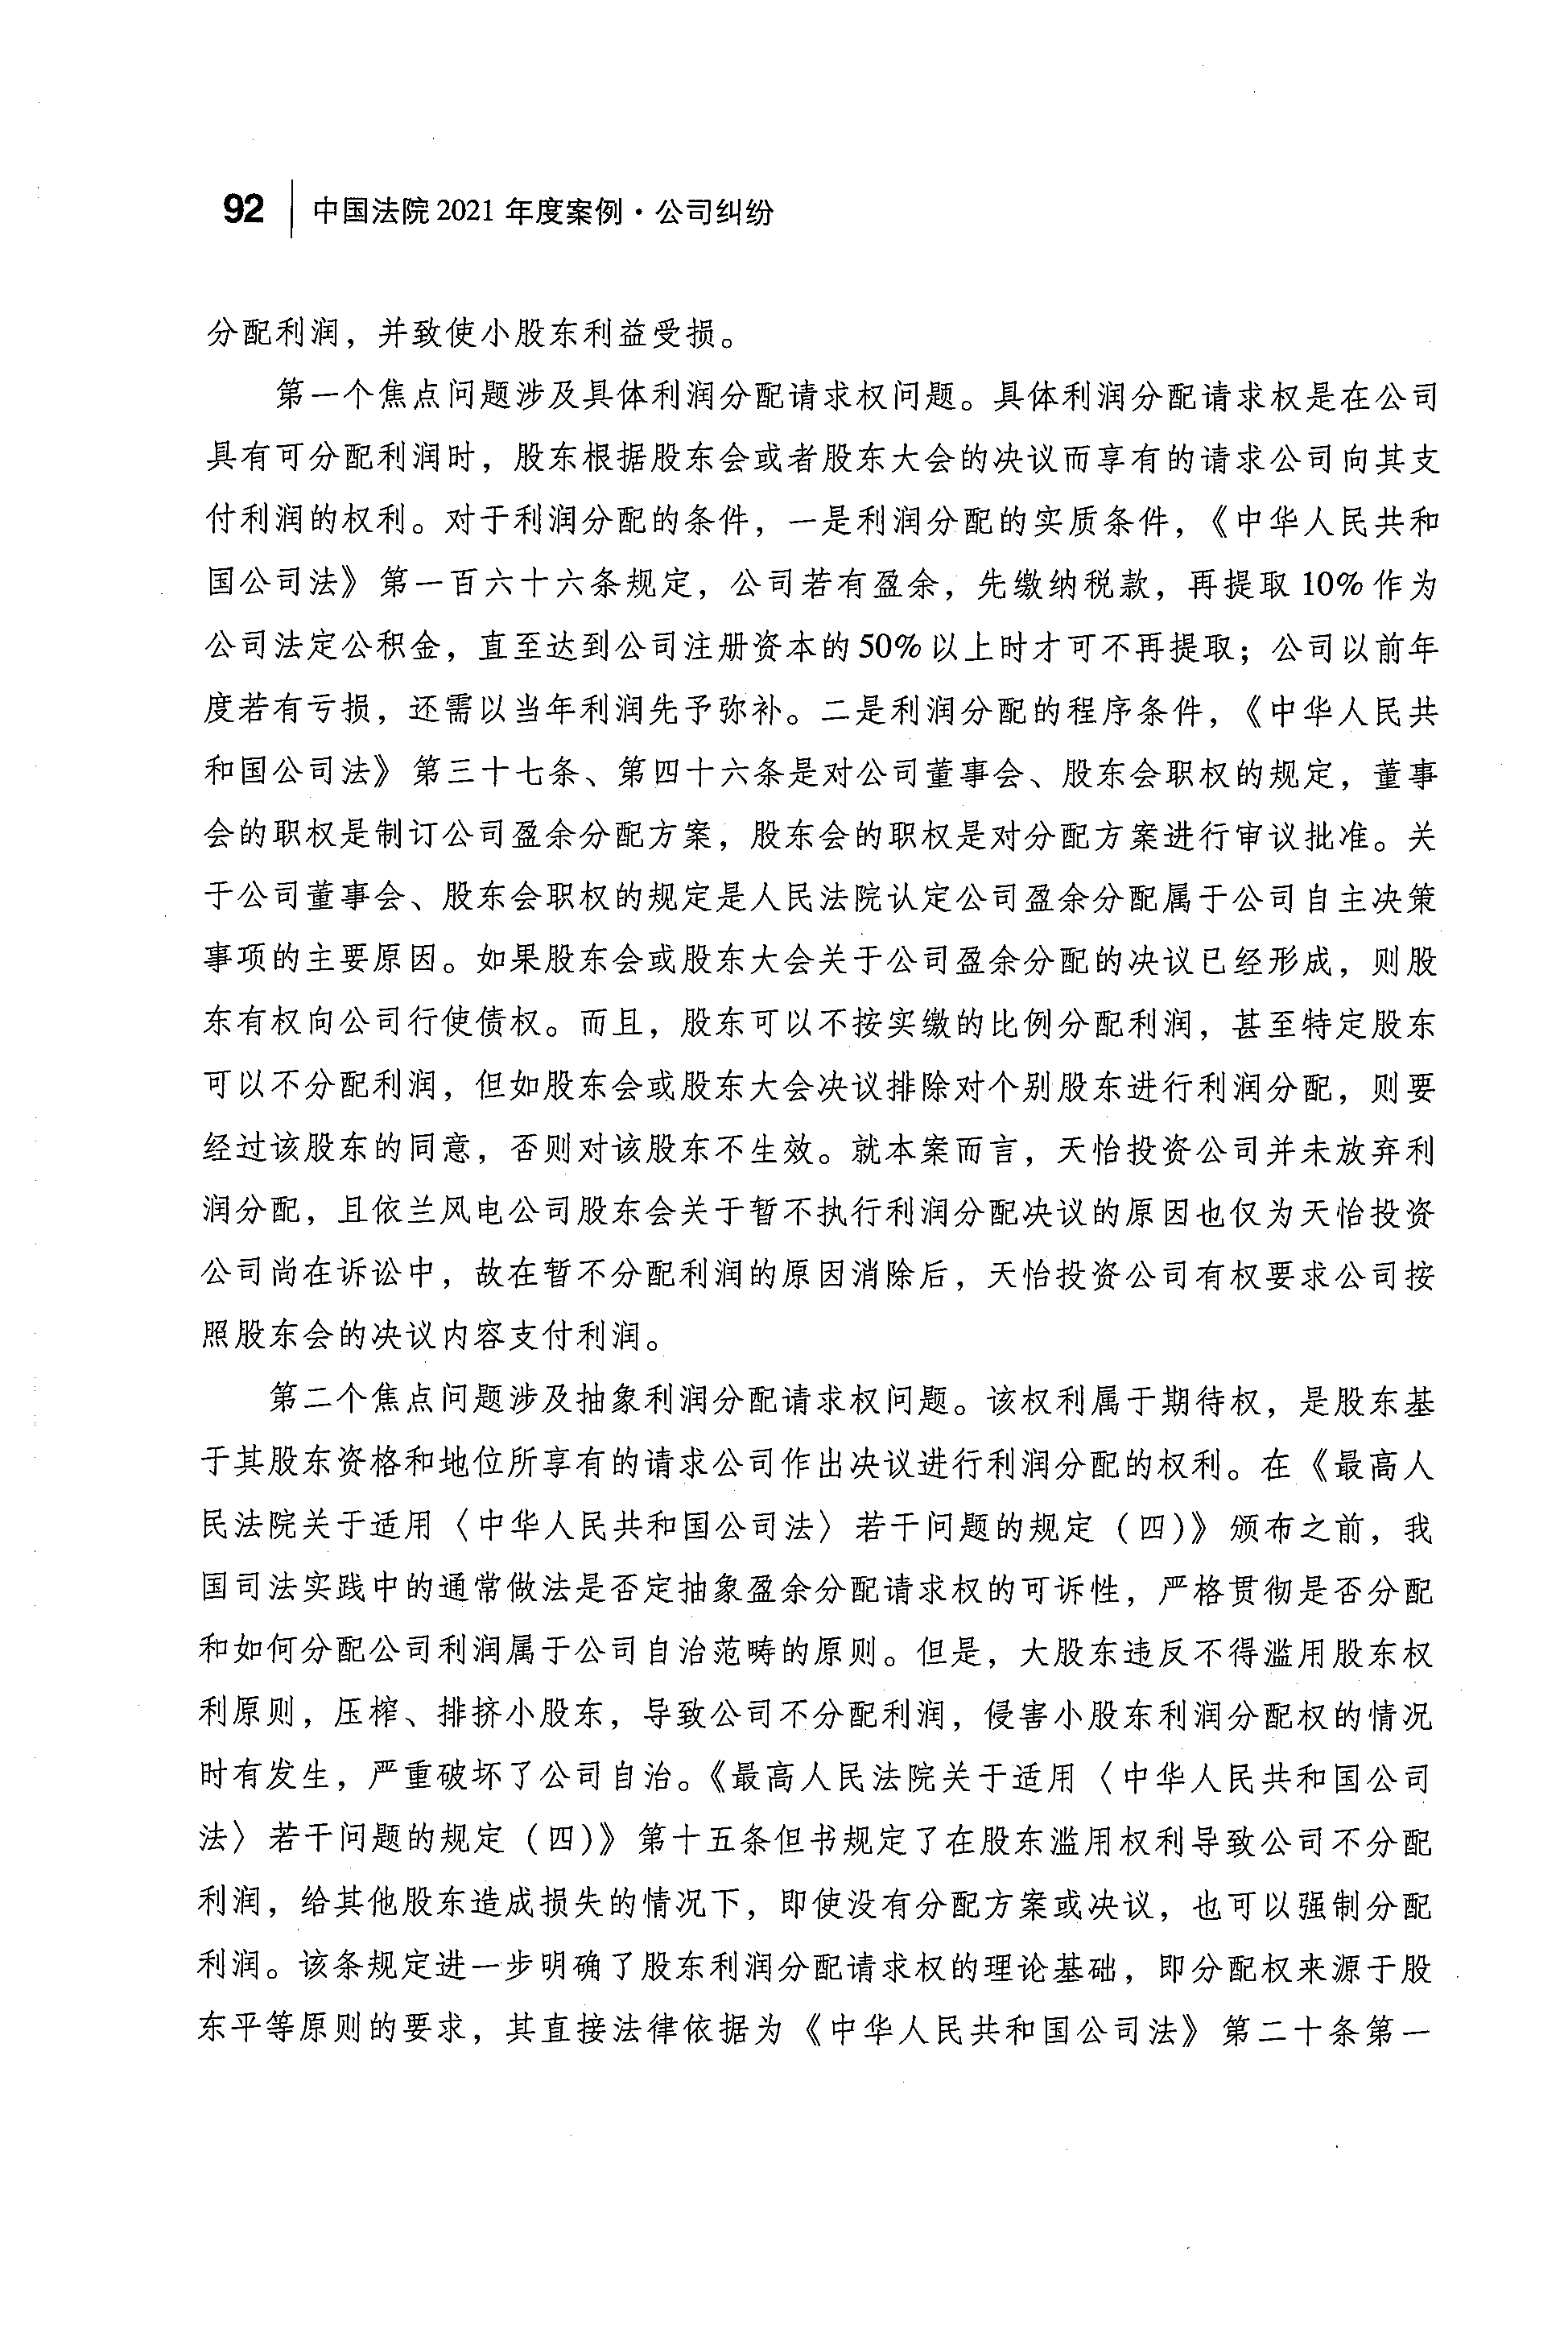 92 中国法院2021年度案例·公司纠纷
分配利润，并致使小股东利益受损。
第一个焦点问题涉及具体利润分配请求权问题。具体利润分配请求权是在公司
具有可分配利润时，股东根据股东会或者股东大会的决议而享有的请求公司向其支
付利润的权利。对于利润分配的条件，一是利润分配的实质条件，《中华人民共和
国公司法》第一百六十六条规定，公司若有盈余，先缴纳税款，再提取10%作为
公司法定公积金，直至达到公司注册资本的50%以上时才可不再提取；公司以前年
度若有亏损，还需以当年利润先予弥补。二是利润分配的程序条件，《中华人民共
和国公司法》第三十七条、第四十六条是对公司董事会、股东会职权的规定，董事
会的职权是制订公司盈余分配方案，股东会的职权是对分配方案进行审议批准。关
于公司董事会、股东会职权的规定是人民法院认定公司盈余分配属于公司自主决策
事项的主要原因。如果股东会或股东大会关于公司盈余分配的决议已经形成，则股
东有权向公司行使债权。而且，股东可以不按实缴的比例分配利润，甚至特定股东
可以不分配利润，但如股东会或股东大会决议排除对个别股东进行利润分配，则要
经过该股东的同意，否则对该股东不生效。就本案而言，天怡投资公司并未放弃利
润分配，且依兰风电公司股东会关于暂不执行利润分配决议的原因也仅为天怡投资
公司尚在诉讼中，故在暂不分配利润的原因消除后，天怡投资公司有权要求公司按
照股东会的决议内容支付利润。
第二个焦点问题涉及抽象利润分配请求权问题。该权利属于期待权，是股东基
于其股东资格和地位所享有的请求公司作出决议进行利润分配的权利。在《最高人
民法院关于适用〈中华人民共和国公司法〉若干问题的规定（四）》颁布之前，我
国司法实践中的通常做法是否定抽象盈余分配请求权的可诉性，严格贯彻是否分配
和如何分配公司利润属于公司自治范畴的原则。但是，大股东违反不得滥用股东权
利原则，压榨、排挤小股东，导致公司不分配利润，侵害小股东利润分配权的情况
时有发生，严重破坏了公司自治。《最高人民法院关于适用〈中华人民共和国公司
法〉若干问题的规定（四）》第十五条但书规定了在股东滥用权利导致公司不分配
利润，给其他股东造成损失的情况下，即使没有分配方案或决议，也可以强制分配
利润。该条规定进一步明确了股东利润分配请求权的理论基础，即分配权来源于股
东平等原则的要求，其直接法律依据为《中华人民共和国公司法》第二十条第一